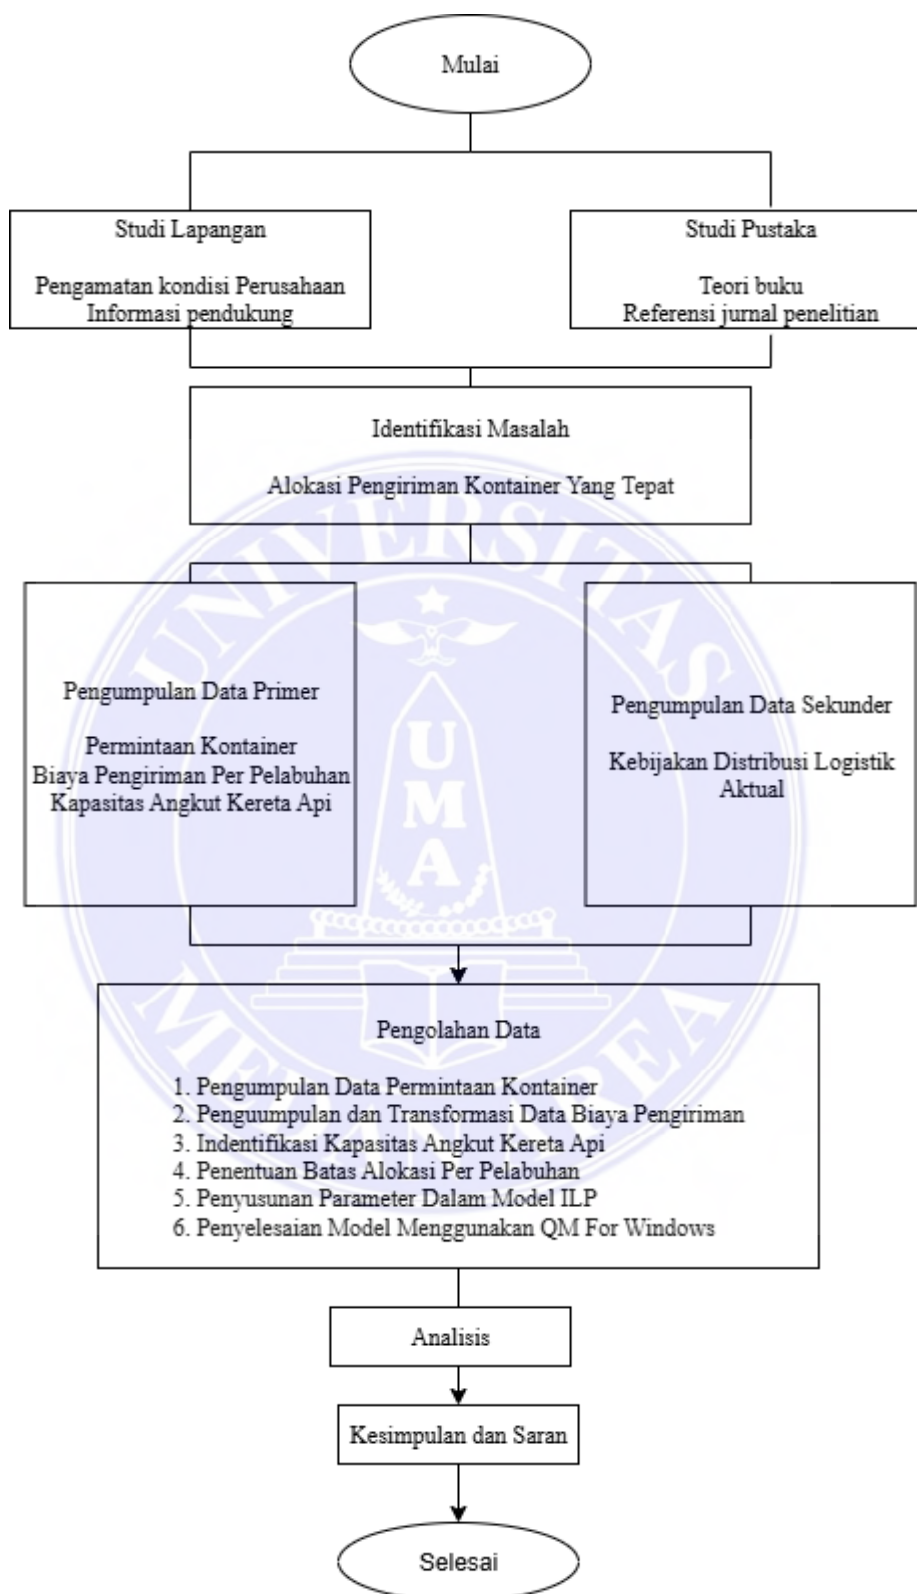 Mulai
Studi Lapangan
Pengamatan kondisi Perusahaan
Informasi pendukung
Studi Pustaka
Teori buku
Referensi jurnal penelitian
Identifikasi Masalah
Alokasi Pengiriman Kontainer Yang Tepat
Pengumpulan Data Primer
Permintaan Kontainer
Biaya Pengiriman Per Pelabuhan
Kapasitas Angkut Kereta Api
Pengumpulan Data Sekunder
Kebijakan Distribusi Logistik
Aktual
Pengolahan Data
1. Pengumpulan Data Permintaan Kontainer
2. Penguumpulan dan Transformasi Data Biaya Pengiriman
3. Indentifikasi Kapasitas Angkut Kereta Api
4. Penentuan Batas Alokasi Per Pelabuhan
5. Penyusunan Parameter Dalam Model ILP
6. Penyelesaian Model Menggunakan QM For Windows
Analisis
Kesimpulan dan Saran
Selesai
UNIVERSITAS
UMA
MEDAN AREA